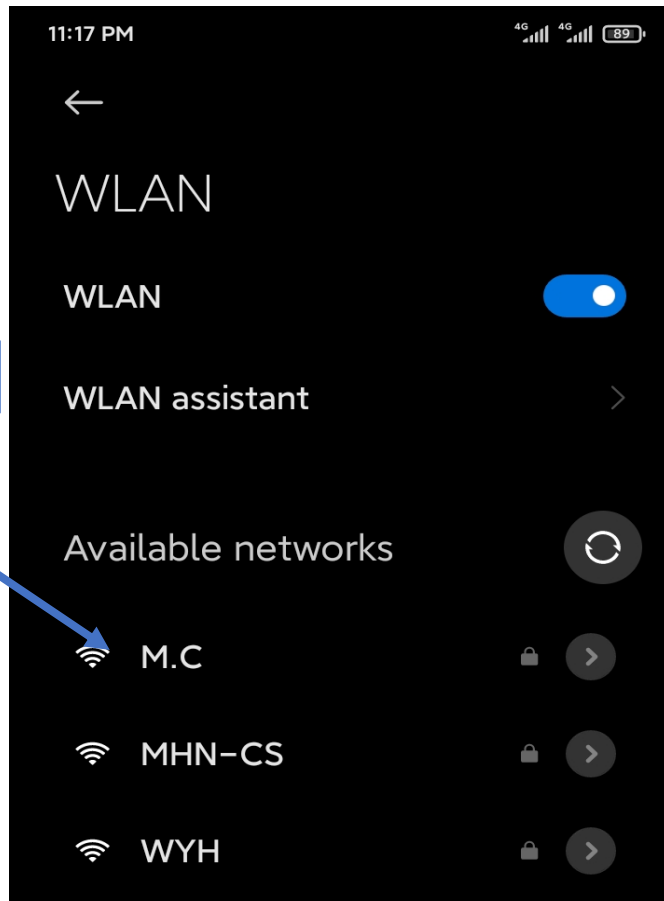 11:17 PM 4G 4G 89
WLAN
WLAN
WLAN assistant
Available networks
M.C
MHN-CS
WYH